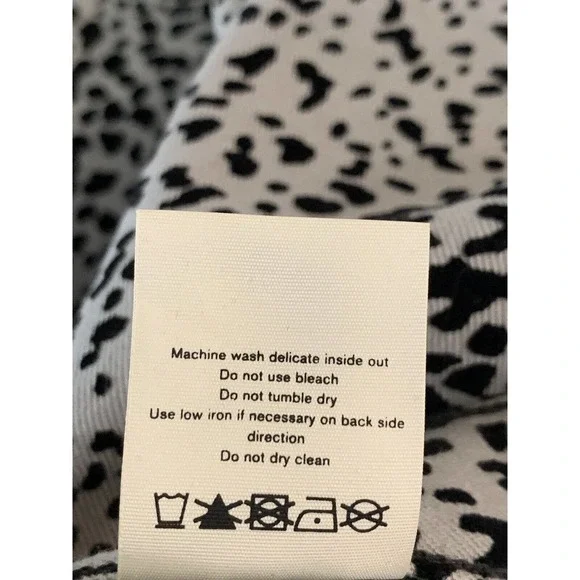 Machine wash delicate inside out
Do not use bleach
Do not tumble dry
Use low iron if necessary on back side
direction
Do not dry clean